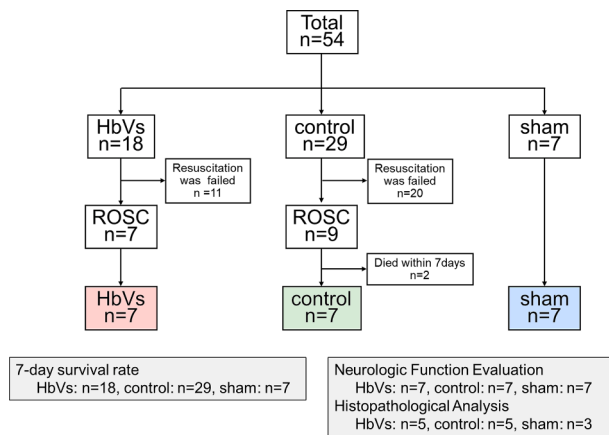 Total
n=54
HbVs
n=18
control
n=29
sham
n=7
Resuscitation
was failed
n =11
Resuscitation
was failed
n=20
ROSC
n=7
ROSC
n=9
Died within 7days
n=2
HbVs
n=7
control
n=7
sham
n=7
7-day survival rate
HbVs: n=18, control: n=29, sham: n=7
Neurologic Function Evaluation
HbVs: n=7, control: n=7, sham: n=7
Histopathological Analysis
HbVs: n=5, control: n=5, sham: n=3